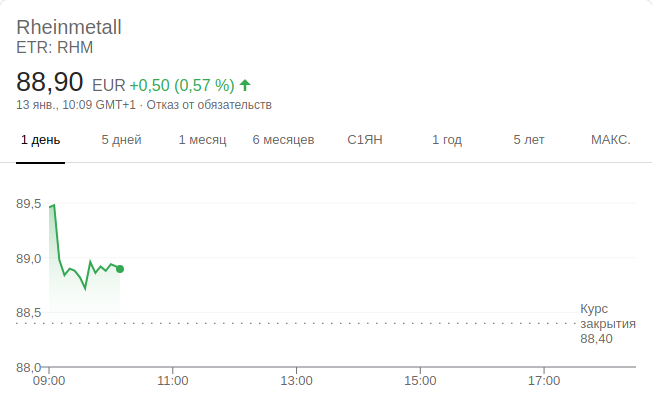 Rheinmetall
ETR: RHM
88,90 EUR +0,50 (0,57 %)
13 янв., 10:09 GMT+1 · Отказ от обязательств
1 день 5 дней 1 месяц 6 месяцев С1ЯН 1 год 5 лет МАКС.
89,5
89,0
88,5
Курс
закрытия
88,40
88,0
09:00 11:00 13:00 15:00 17:00